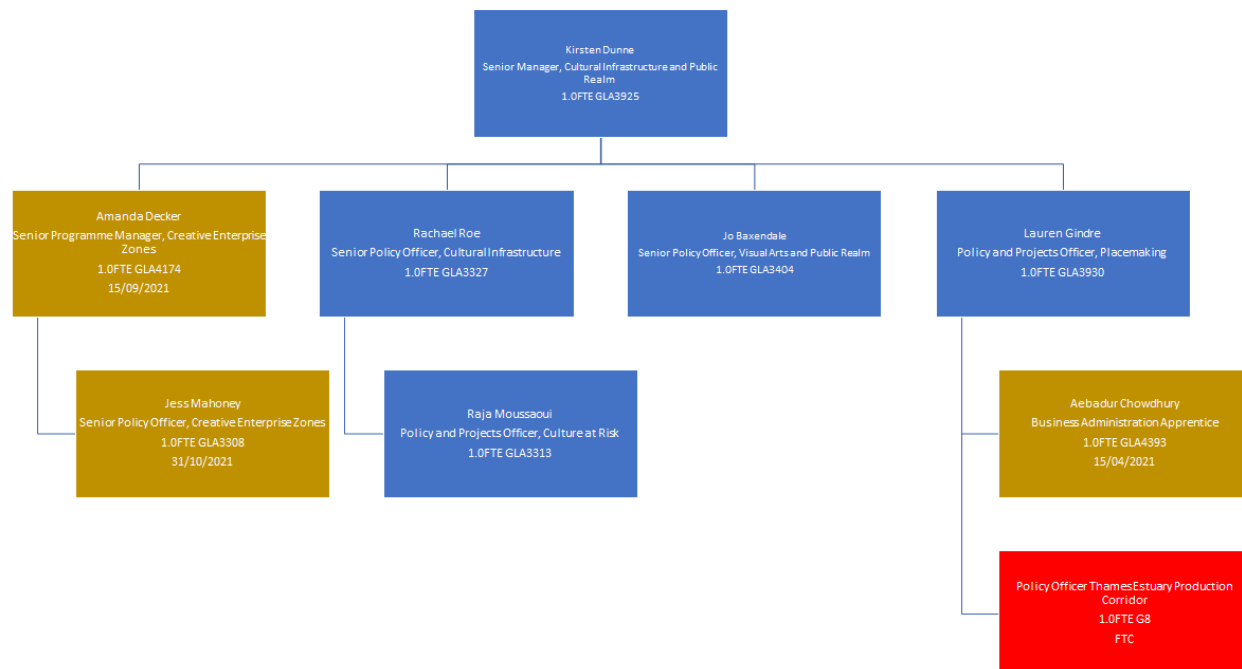 Kirsten Dunne
Senior Manager, Cultural Infrastructure and Public
Realm
1.0FTE GLA3925
Amanda Decker
Senior Programme Manager, Creative Enterprise
Zones
1.0FTE GLA4174
15/09/2021
Rachael Roe
Senior Policy Officer, Cultural Infrastructure
1.0FTE GLA3327
Jo Baxendale
Senior Policy Officer, Visual Arts and Public Realm
1.0FTE GLA3404
Lauren Gindre
Policy and Projects Officer, Placemaking
1.0FTE GLA3930
Jess Mahoney
Senior Policy Officer, Creative Enterprise Zones
1.0FTE GLA3308
31/10/2021
Raja Moussaoui
Policy and Projects Officer, Culture at Risk
1.0FTE GLA3313
Aebadur Chowdhury
Business Administration Apprentice
1.0FTE GLA4393
15/04/2021
Policy Officer Thames Estuary Production
Corridor
1.0FTE G8
FTC